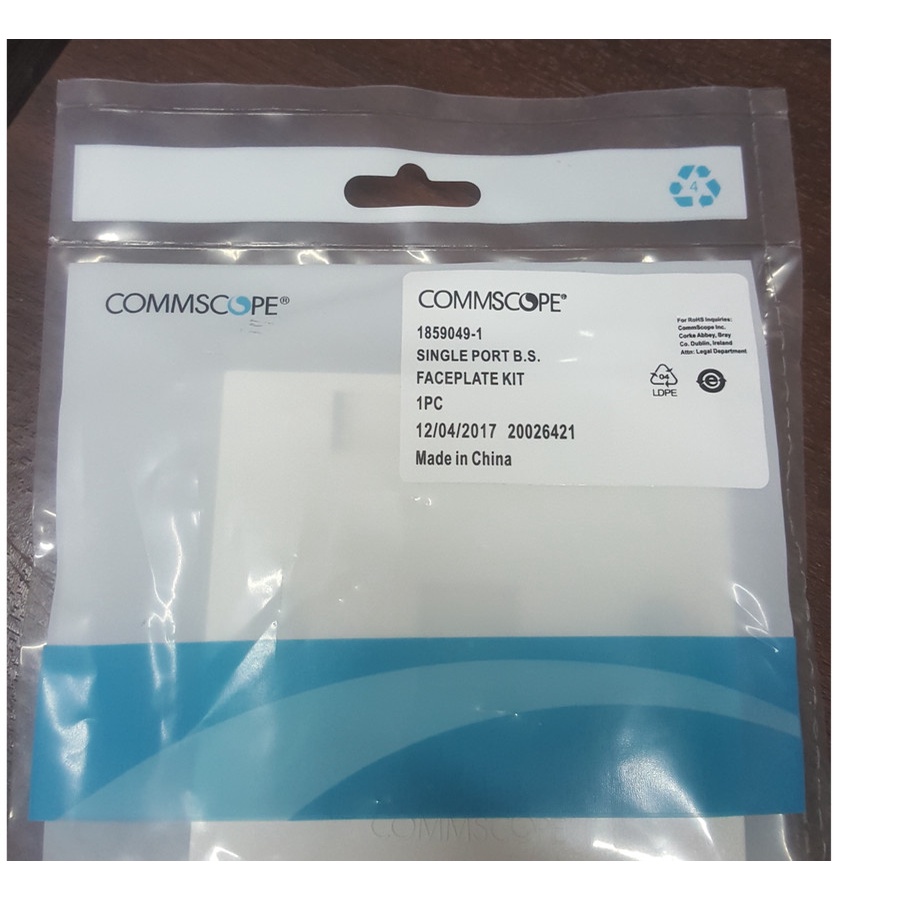 4
COMMSCOPE®
COMMSCOPE®
1859049-1
SINGLE PORT B.S.
FACEPLATE KIT
1PC
12/04/2017 20026421
Made in China
For RoHS Inquiries:
CommScope Inc.
Corke Abbey, Bray
Co. Dublin, Ireland
Attn: Legal Department
04
LDPE
e
COMMSCO